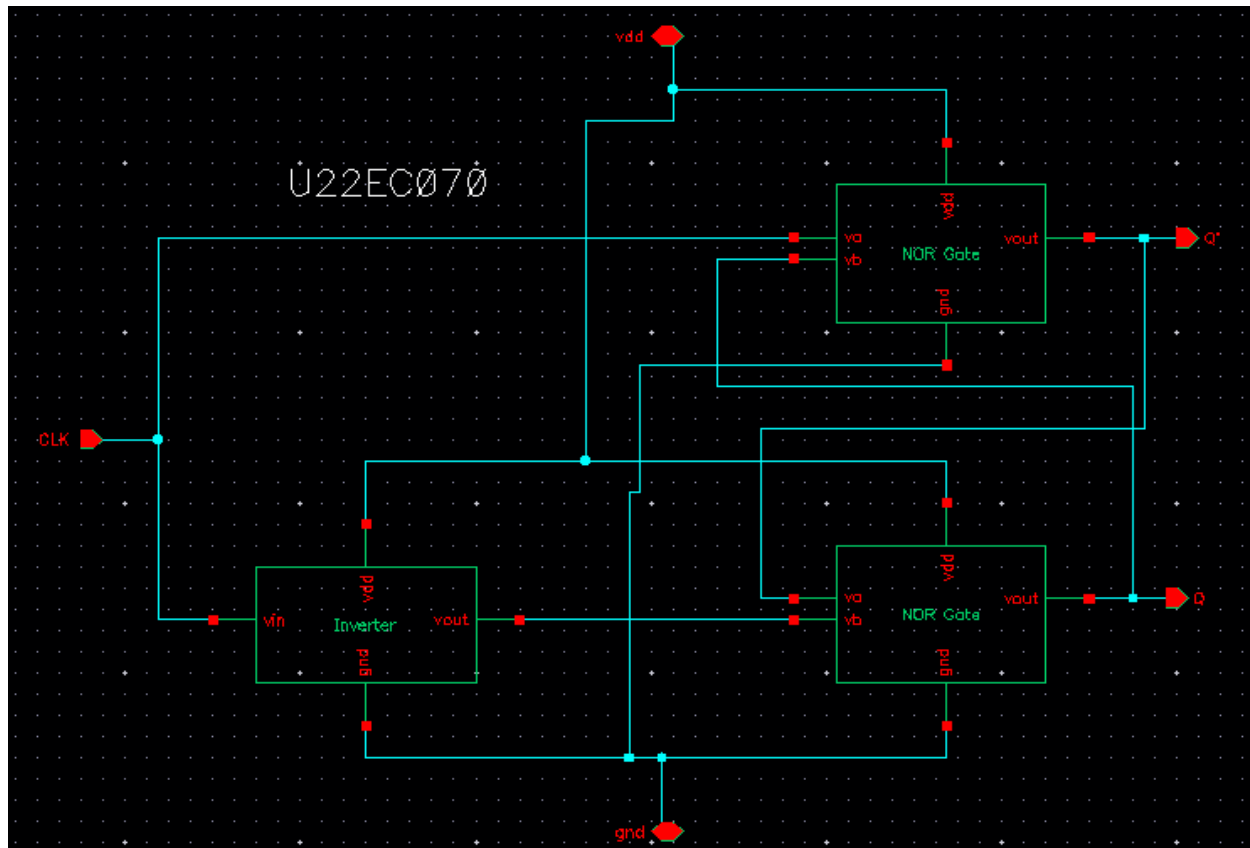 vdd
U22EC070
vdd
va
vb
NOR Gate
vout
Q'
gnd
CLK
vdd
vin
Inverter
vout
gnd
vdd
va
vb
NOR Gate
vout
Q
gnd
gnd